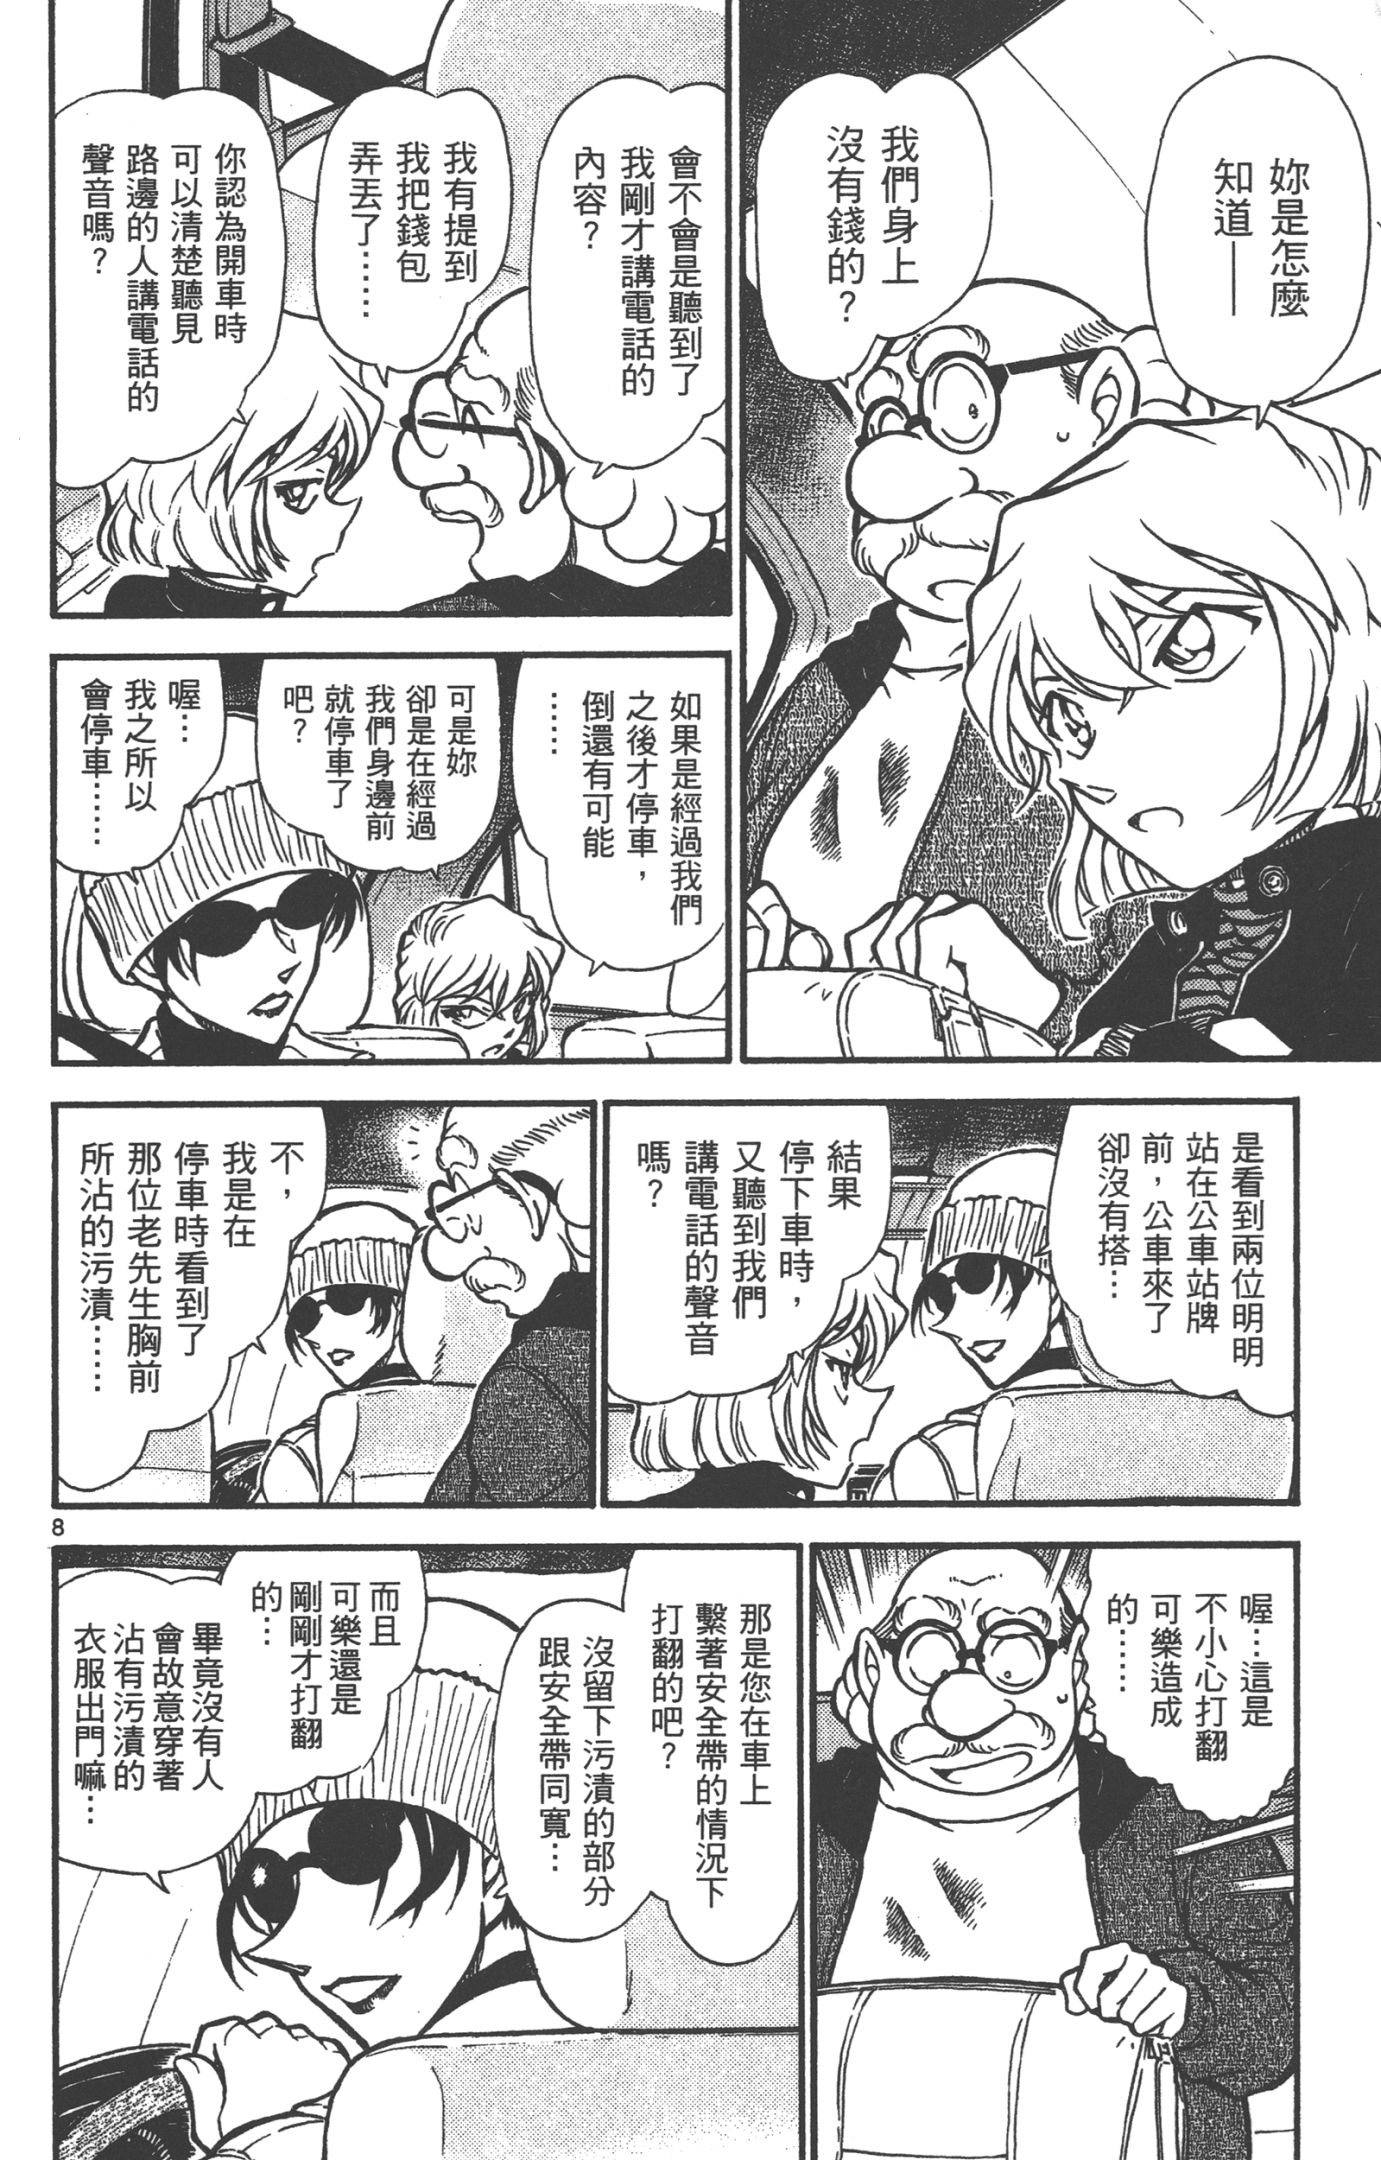 妳是怎麼
知道——
我們身上
沒有錢的？
會不會是聽到了
我剛才講電話的
內容？
我有提到
我把錢包
弄丟了……
你認為開車時
可以清楚聽見
路邊的人講電話的
聲音嗎？
如果是經過我們
之後才停車，
倒還有可能
……
可是妳
卻是在經過
我們身邊前
就停車了
吧？
喔…
我之所以
會停車……
是看到兩位明明
站在公車站牌
前，公車來了
卻沒有搭…
結果
停下車時，
又聽到我們
講電話的聲音
嗎？
不，
我是在
停車時看到了
那位老先生胸前
所沾的污漬……
喔…這是
不小心打翻
可樂造成
的……
那是您在車上
繫著安全帶的情況下
打翻的吧？
沒留下污漬的部分
跟安全帶同寬…
而且
可樂還是
剛剛才打翻
的…
畢竟沒有人
會故意穿著
沾有污漬的
衣服出門嘛…
8